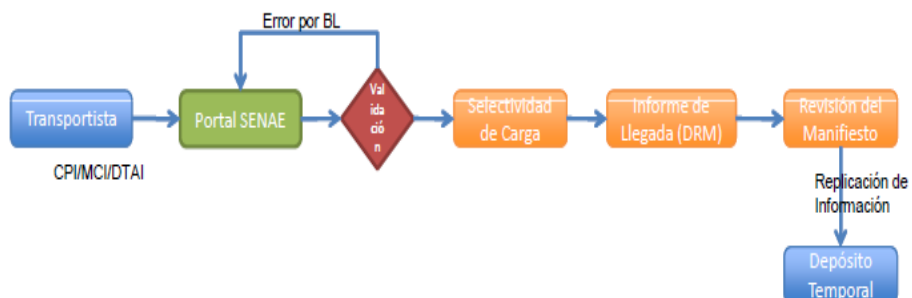 Error por BL
Transportista
Portal SENAE
Val
ida
ció
n
Selectividad
de Carga
Informe de
Llegada (DRM)
Revisión del
Manifiesto
CPI/MCI/DTAI
Replicación de
Información
Depósito
Temporal